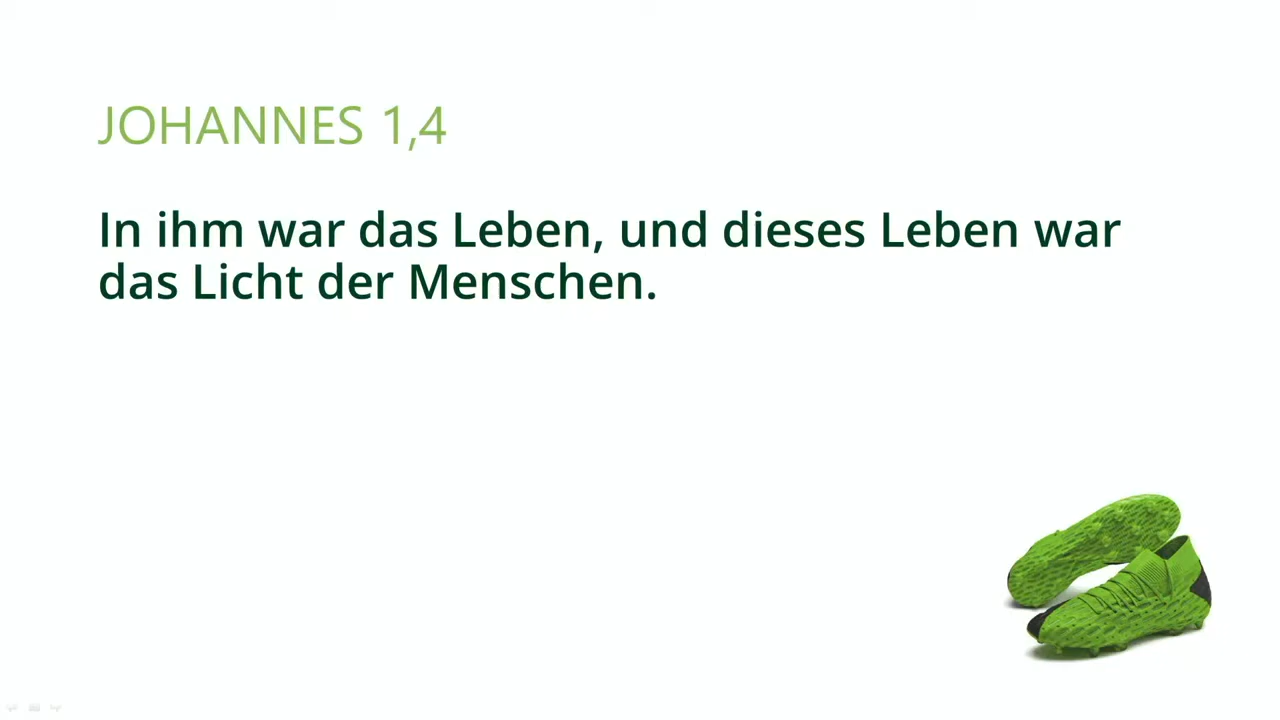 JOHANNES 1,4
In ihm war das Leben, und dieses Leben war
das Licht der Menschen.